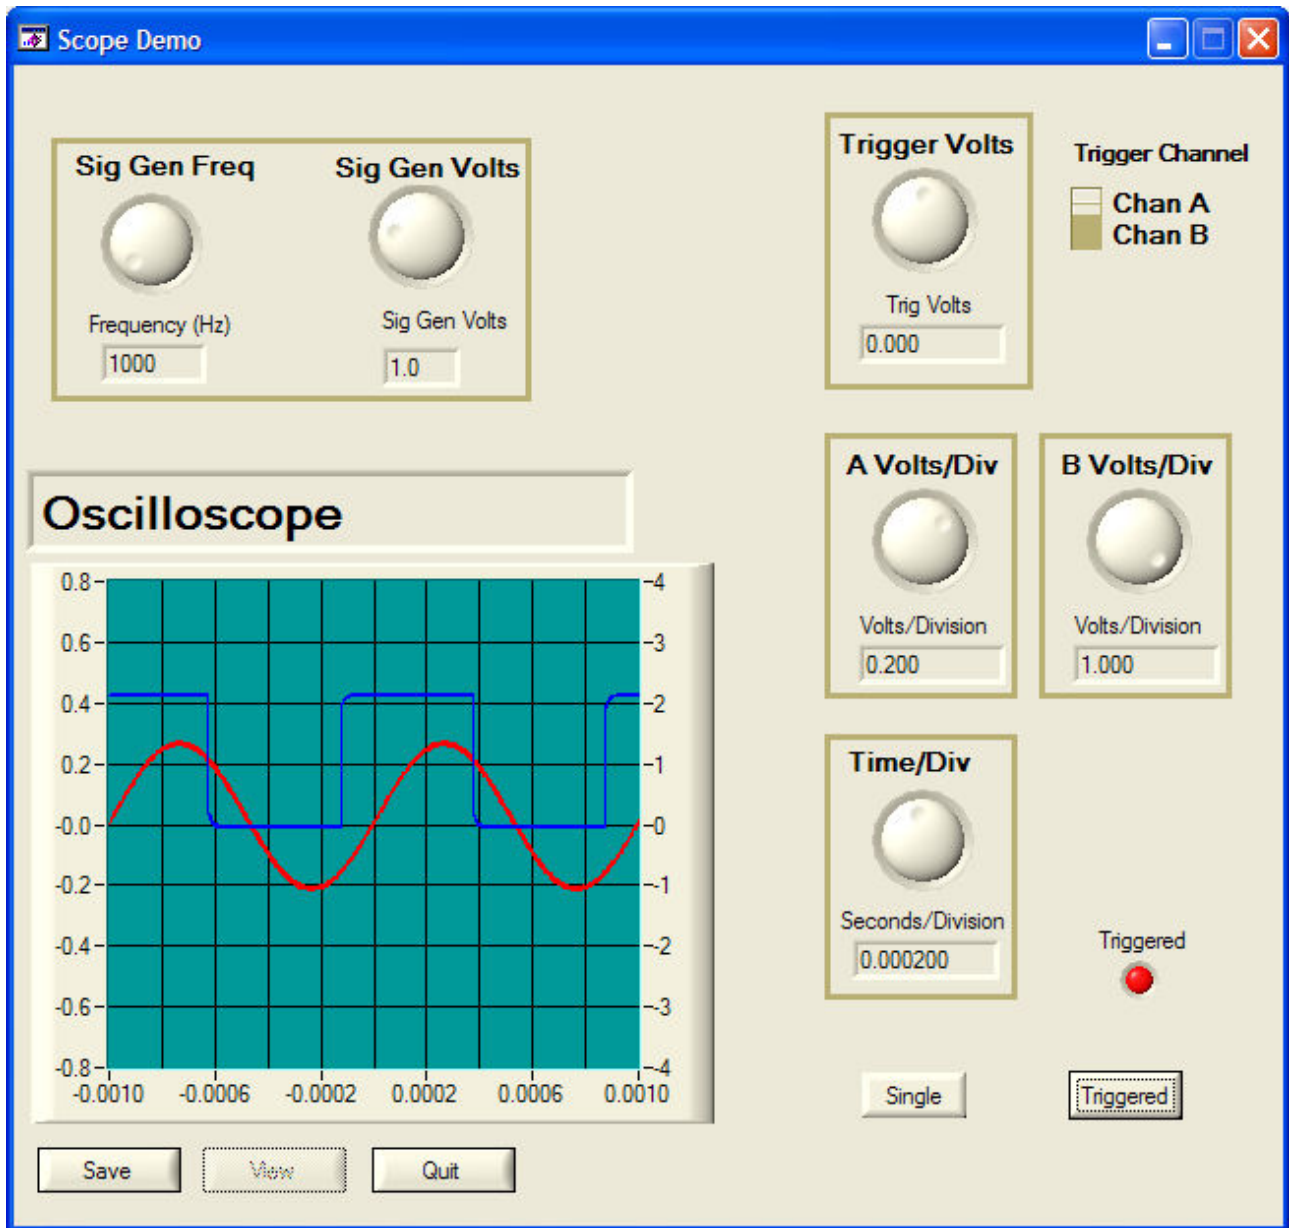 Scope Demo
Sig Gen Freq
Sig Gen Volts
Frequency (Hz)
1000
Sig Gen Volts
1.0
Trigger Volts
Trig Volts
0.000
Trigger Channel
Chan A
Chan B
A Volts/Div
Volts/Division
0.200
B Volts/Div
Volts/Division
1.000
Oscilloscope
0.8
0.6
0.4
0.2
-0.0
-0.2
-0.4
-0.6
-0.8
4
3
2
1
0
-1
-2
-3
-4
-0.0010 -0.0006 -0.0002 0.0002 0.0006 0.0010
Time/Div
Seconds/Division
0.000200
Triggered
Single
Triggered
Save
View
Quit